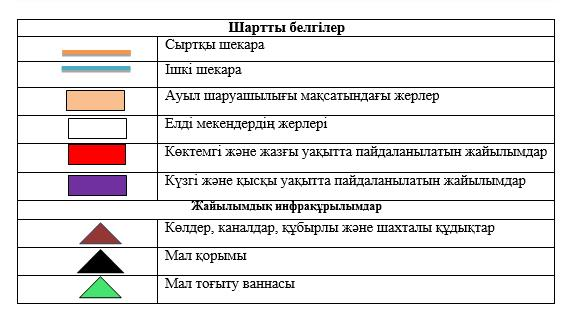 Шартты белгілер
Сыртқы шекара
Ішкі шекара
Ауыл шаруашылығы мақсатындағы жерлер
Елді мекендердің жерлері
Көктемгі және жазғы уақытта пайдаланылатын жайылымдар
Күзгі және қысқы уақытта пайдаланылатын жайылымдар
Жайылымдық инфрақұрылымдар
Көлдер, каналдар, құбырлы және шахталы құдықтар
Мал қорымы
Мал тоғыту ваннасы